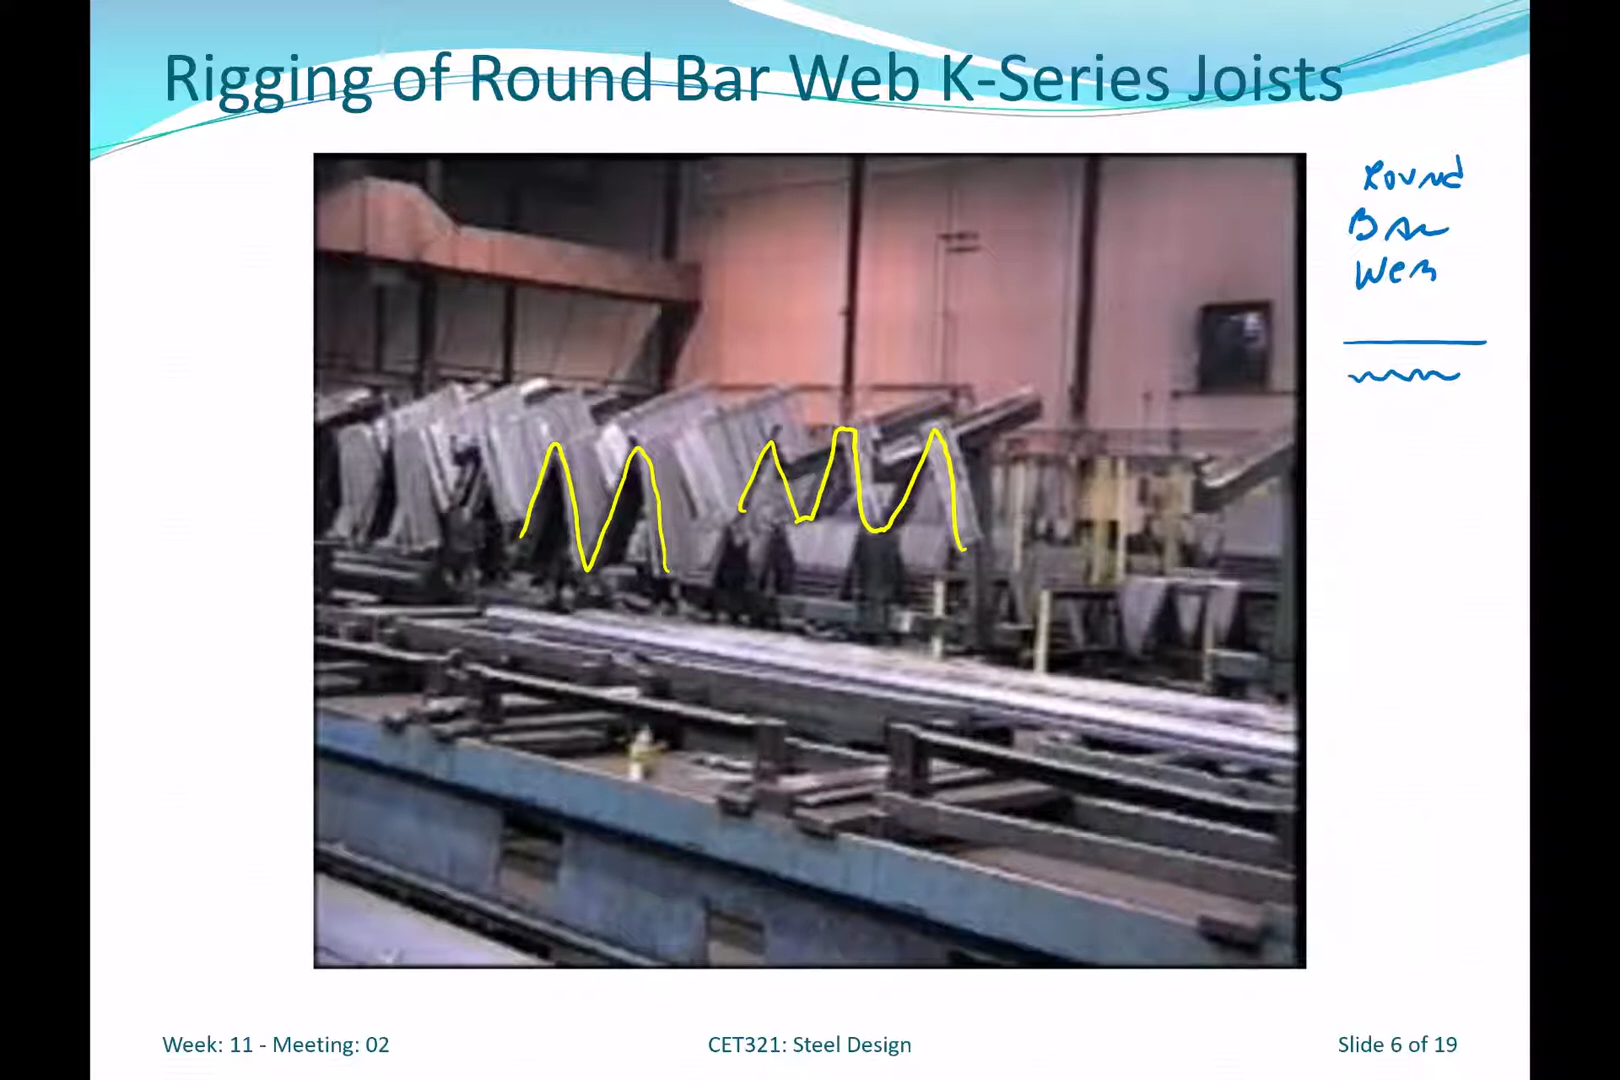 Rigging of Round Bar Web K-Series Joists
Round
Bar
Web
Week: 11 - Meeting: 02
CET321: Steel Design
Slide 6 of 19